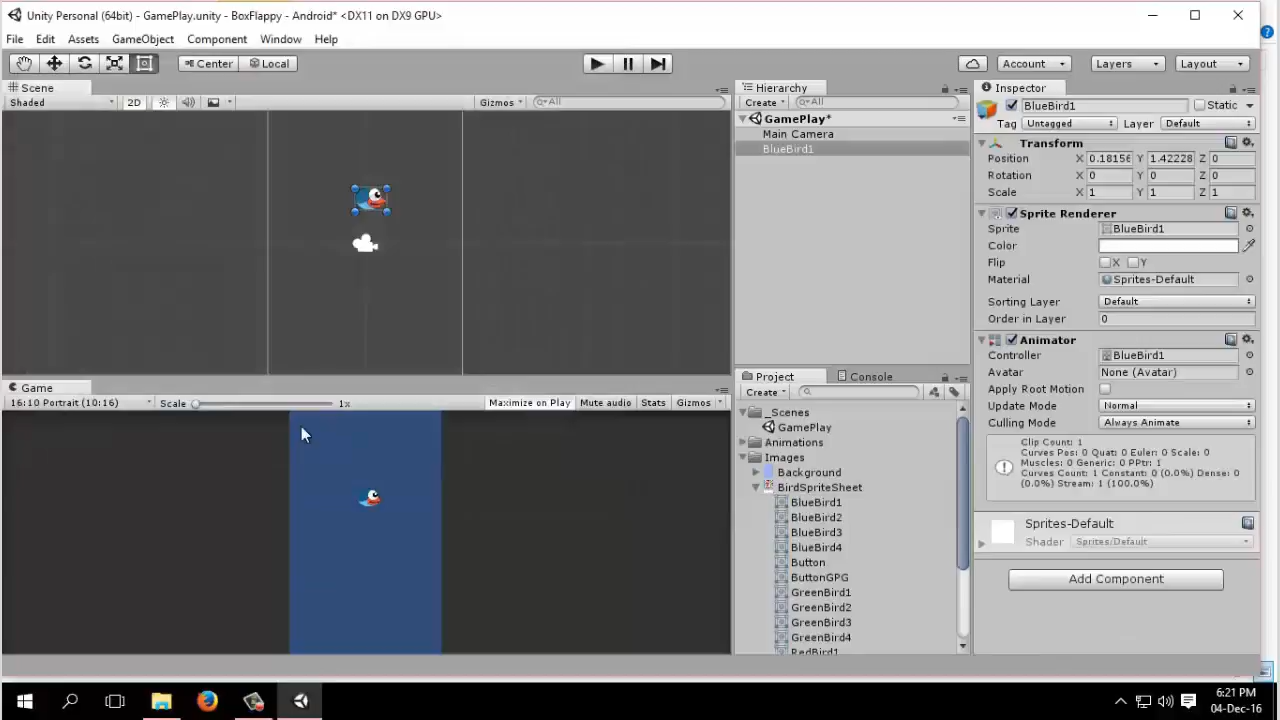 Unity Personal (64bit) - GamePlay.unity - BoxFlappy - Android* <DX11 on DX9 GPU>
File Edit Assets GameObject Component Window Help
Center Local Account Layers Layout
Scene
Shaded 2D Gizmos All
Game
16:10 Portrait (10:16) Scale 1x Maximize on Play Mute audio Stats Gizmos
Hierarchy
Create All
GamePlay*
Main Camera
BlueBird1
Project Console
Create
_Scenes
GamePlay
Animations
Images
Background
BirdSpriteSheet
BlueBird1
BlueBird2
BlueBird3
BlueBird4
Button
ButtonGPG
GreenBird1
GreenBird2
GreenBird3
GreenBird4
RedBird1
Inspector
BlueBird1 Static
Tag Untagged Layer Default
Transform
Position X 0.18156 Y 1.42228 Z 0
Rotation X 0 Y 0 Z 0
Scale X 1 Y 1 Z 1
Sprite Renderer
Sprite BlueBird1
Color
Flip X Y
Material Sprites-Default
Sorting Layer Default
Order in Layer 0
Animator
Controller BlueBird1
Avatar None (Avatar)
Apply Root Motion
Update Mode Normal
Culling Mode Always Animate
Clip Count: 1
Curves Pos: 0 Quat: 0 Euler: 0 Scale: 0
Muscles: 0 Generic: 0 PPtr: 1
Curves Count: 1 Constant: 0 (0.0%) Dense: 0
(0.0%) Stream: 1 (100.0%)
Sprites-Default
Shader Sprites/Default
Add Component
6:21 PM
04-Dec-16